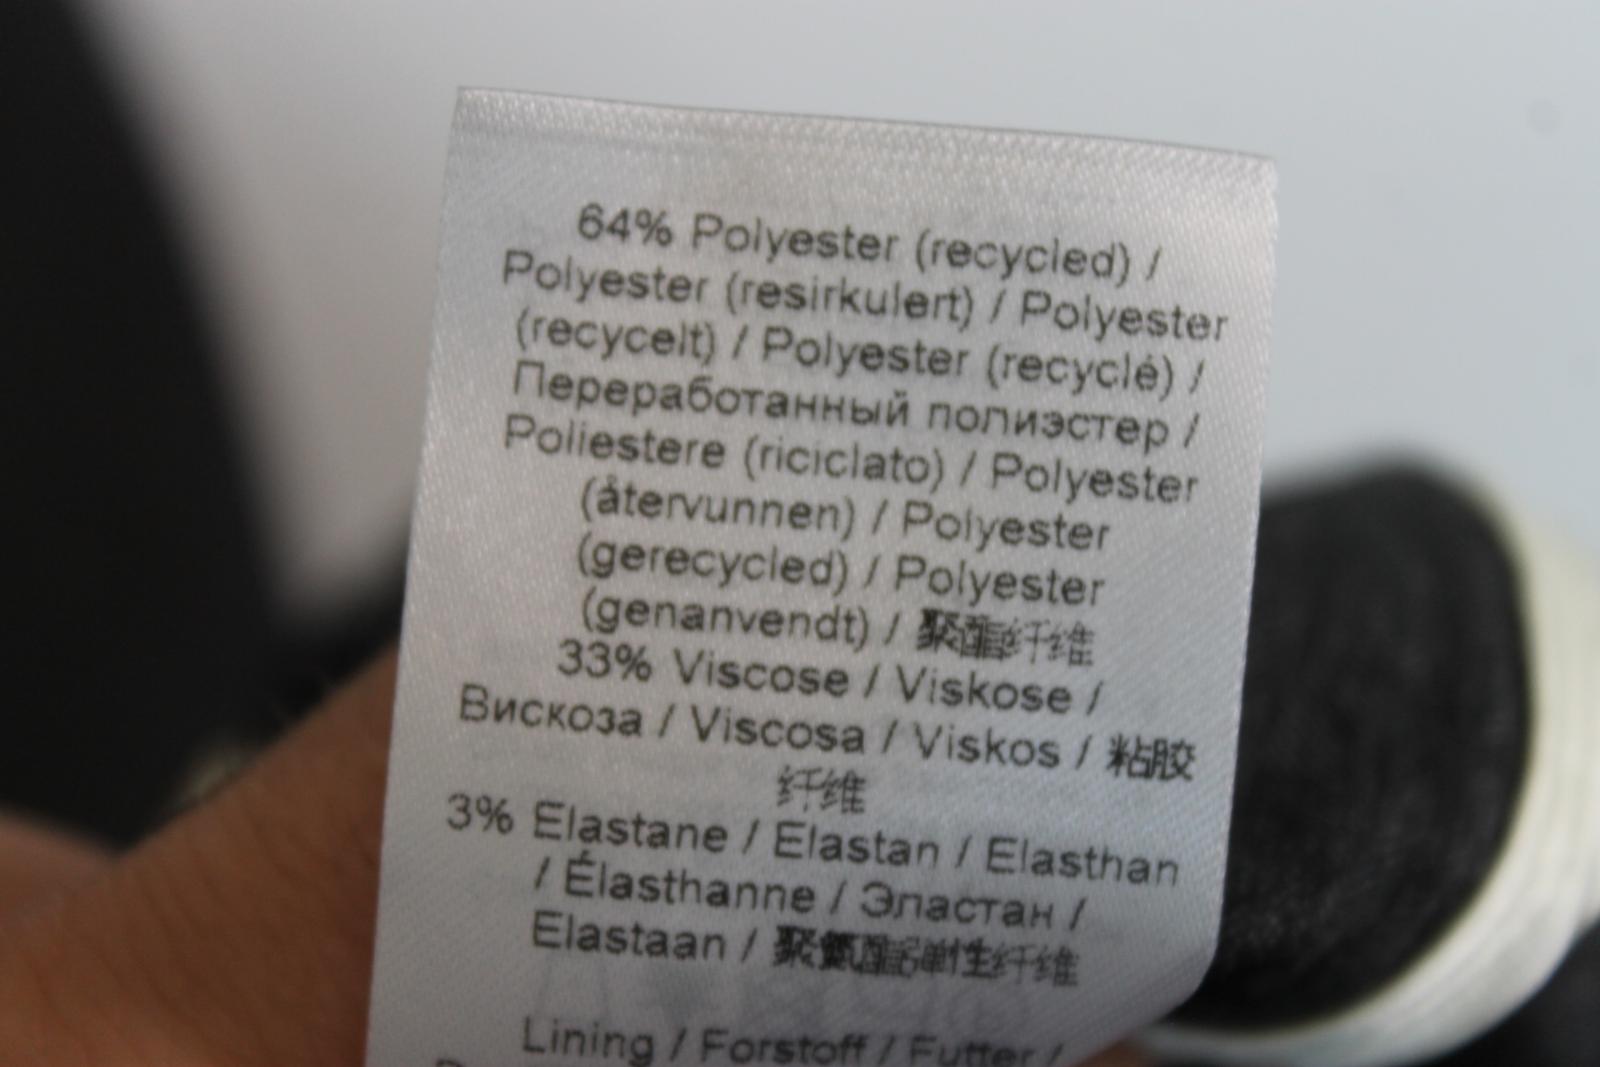 64% Polyester (recycled) /
Polyester (resirkulert) / Polyester
(recycelt) / Polyester (recyclé) /
Переработанный полиэстер /
Poliestere (riciclato) / Polyester
(återvunnen) / Polyester
(gerecycled) / Polyester
(genanvendt) / 聚酯纤维
33% Viscose / Viskose /
Вискоза / Viscosa / Viskos / 粘胶
纤维
3% Elastane / Elastan / Elasthan
/ Élasthanne / Эластан /
Elastaan / 聚氨酯弹性纤维
Lining / Forstoff / Futter /